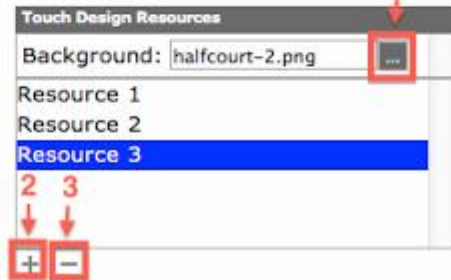 Touch Design Resources
Background: halfcourt-2.png ...
Resource 1
Resource 2
Resource 3
2 3
+ −